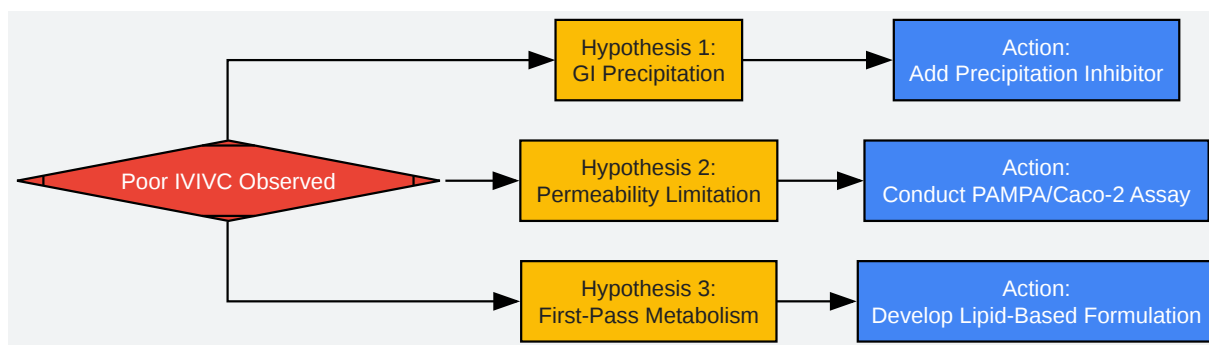 Poor IVIVC Observed
Hypothesis 1:
GI Precipitation
Action:
Add Precipitation Inhibitor
Hypothesis 2:
Permeability Limitation
Action:
Conduct PAMPA/Caco-2 Assay
Hypothesis 3:
First-Pass Metabolism
Action:
Develop Lipid-Based Formulation